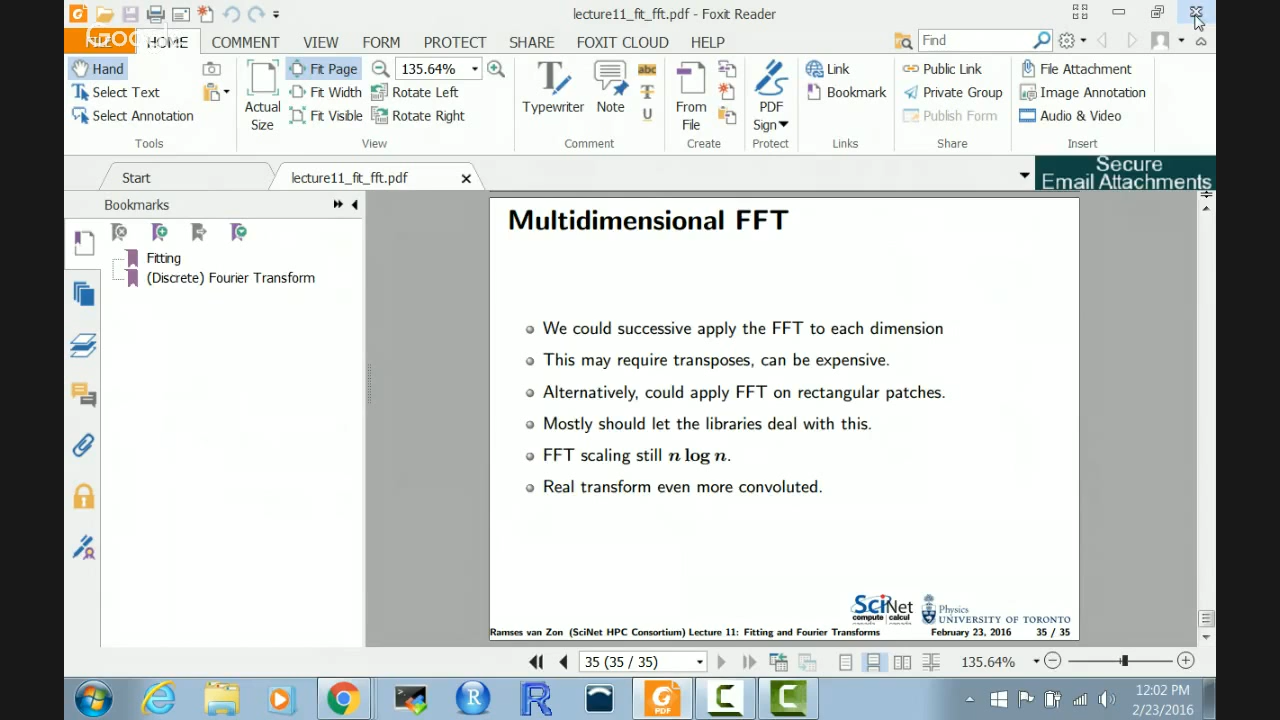 lecture11_fit_fft.pdf - Foxit Reader
FILE HOME COMMENT VIEW FORM PROTECT SHARE FOXIT CLOUD HELP Find
Hand
Select Text
Select Annotation
Tools
Actual
Size
Fit Page
Fit Width
Fit Visible
135.64%
Rotate Left
Rotate Right
View
Typewriter
Note
abc
T
U
Comment
From
File
Create
PDF
Sign
Protect
Link
Bookmark
Links
Public Link
Private Group
Publish Form
Share
File Attachment
Image Annotation
Audio & Video
Insert
Start
lecture11_fit_fft.pdf
Secure
Email Attachments
Bookmarks
Fitting
(Discrete) Fourier Transform
Multidimensional FFT
We could successive apply the FFT to each dimension
This may require transposes, can be expensive.
Alternatively, could apply FFT on rectangular patches.
Mostly should let the libraries deal with this.
FFT scaling still n log n.
Real transform even more convoluted.
SciNet
compute calcul
Physics
UNIVERSITY OF TORONTO
Ramses van Zon (SciNet HPC Consortium) Lecture 11: Fitting and Fourier Transforms February 23, 2016 35 / 35
35 (35 / 35)
135.64%
PDF
12:02 PM
2/23/2016